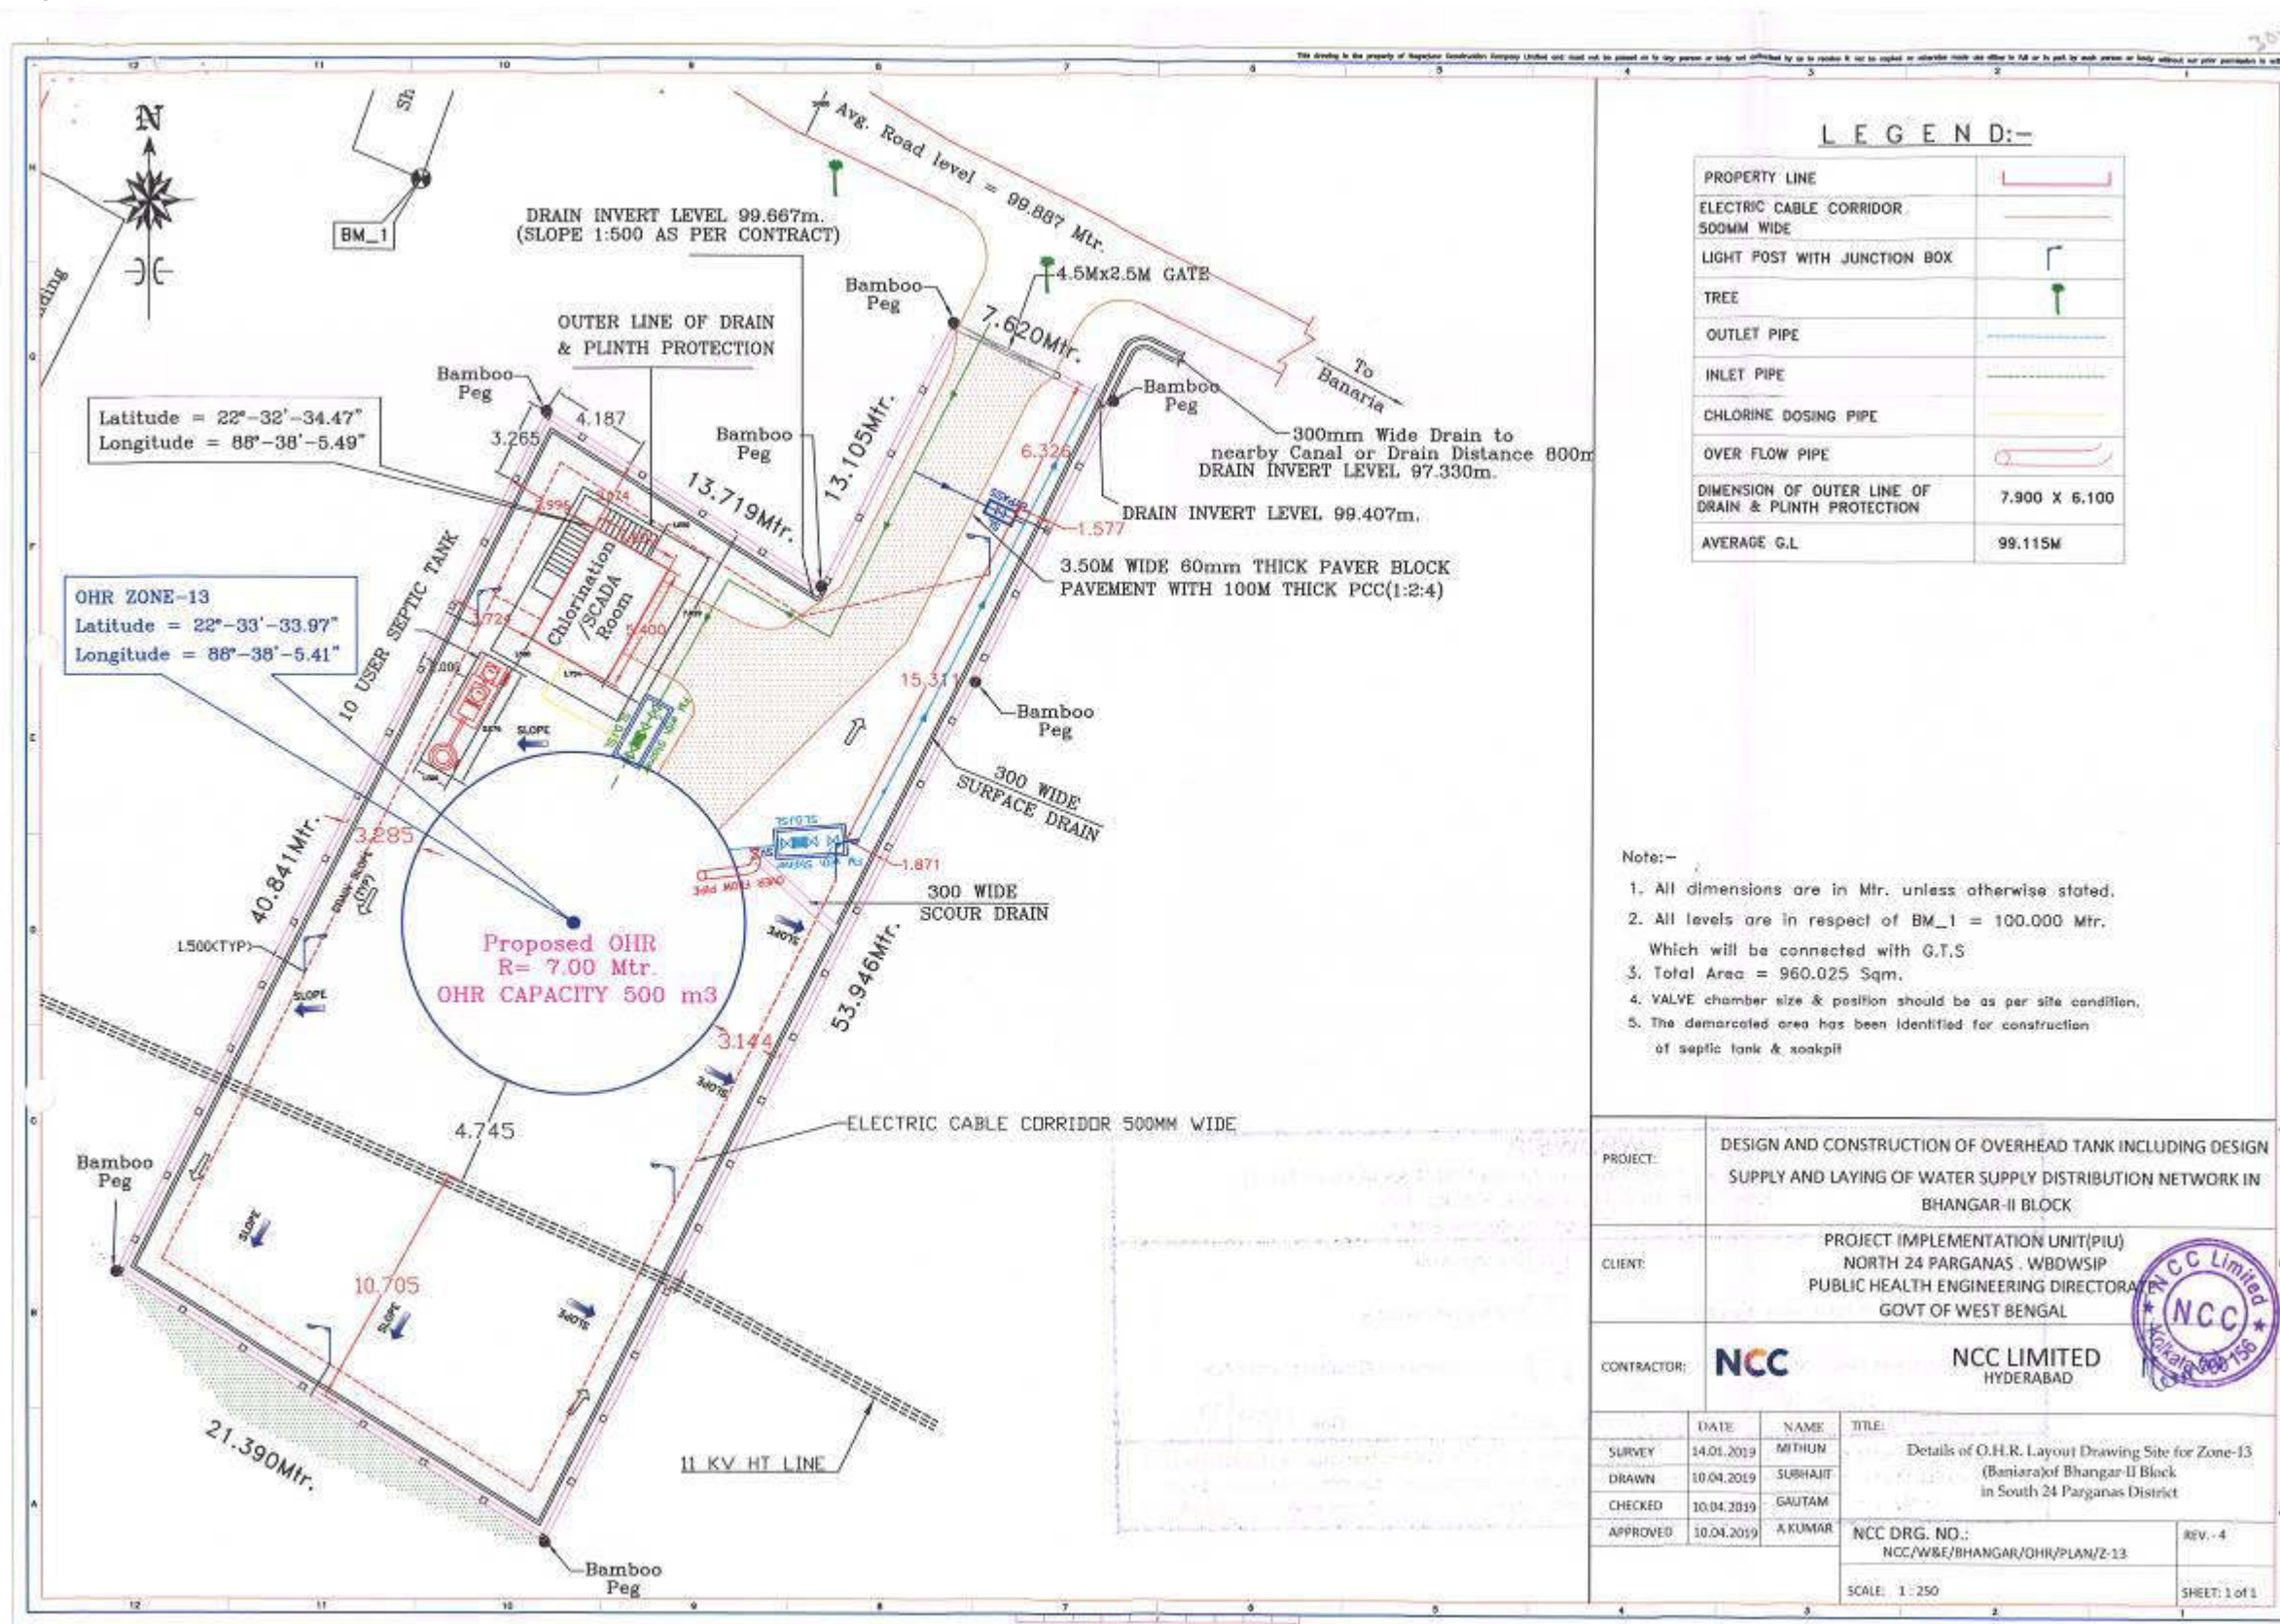 N
BM_1
Sh
Avg. Road level = 99.887 Mtr.
DRAIN INVERT LEVEL 99.667m.
(SLOPE 1:500 AS PER CONTRACT)
4.5Mx2.5M GATE
Bamboo
Peg
7.620Mtr.
OUTER LINE OF DRAIN
& PLINTH PROTECTION
To
Banaria
Bamboo
Peg
Bamboo
Peg
Latitude = 22°-32'-34.47"
Longitude = 88°-38'-5.49"
4.187
3.265
Bamboo
Peg
13.105Mtr.
6.326
300mm Wide Drain to
nearby Canal or Drain Distance 800m
DRAIN INVERT LEVEL 97.330m.
13.719Mtr.
DRAIN INVERT LEVEL 99.407m.
1.577
3.50M WIDE 60mm THICK PAVER BLOCK
PAVEMENT WITH 100M THICK PCC(1:2:4)
10 USER SEPTIC TANK
Chlorination
/SCADA
Room
5.400
OHR ZONE-13
Latitude = 22°-33'-33.97"
Longitude = 88°-38'-5.41"
15.311
Bamboo
Peg
SLOPE
300 WIDE
SURFACE DRAIN
3.285
40.841Mtr.
DRAIN SLOPE
(TYP)
1.871
OVER FLOW PIPE
300 WIDE
SCOUR DRAIN
SLOPE
1.500(TYP)
Proposed OHR
R= 7.00 Mtr.
OHR CAPACITY 500 m3
53.946Mtr.
SLOPE
3.144
SLOPE
4.745
ELECTRIC CABLE CORRIDOR 500MM WIDE
Bamboo
Peg
SLOPE
10.705
SLOPE
SLOPE
21.390Mtr.
11 KV HT LINE
Bamboo
Peg
LEGEND:-
PROPERTY LINE
ELECTRIC CABLE CORRIDOR
500MM WIDE
LIGHT POST WITH JUNCTION BOX
TREE
OUTLET PIPE
INLET PIPE
CHLORINE DOSING PIPE
OVER FLOW PIPE
DIMENSION OF OUTER LINE OF
DRAIN & PLINTH PROTECTION 7.900 X 6.100
AVERAGE G.L 99.115M
Note:-
1. All dimensions are in Mtr. unless otherwise stated.
2. All levels are in respect of BM_1 = 100.000 Mtr.
Which will be connected with G.T.S
3. Total Area = 960.025 Sqm.
4. VALVE chamber size & position should be as per site condition.
5. The demarcated area has been identified for construction
of septic tank & soakpit
PROJECT: DESIGN AND CONSTRUCTION OF OVERHEAD TANK INCLUDING DESIGN
SUPPLY AND LAYING OF WATER SUPPLY DISTRIBUTION NETWORK IN
BHANGAR-II BLOCK
CLIENT: PROJECT IMPLEMENTATION UNIT(PIU)
NORTH 24 PARGANAS . WBDWSIP
PUBLIC HEALTH ENGINEERING DIRECTORATE
GOVT OF WEST BENGAL
NCC Limited
NCC
CONTRACTOR: NCC NCC LIMITED
HYDERABAD
DATE NAME TITLE:
SURVEY 14.01.2019 MITHUN
DRAWN 10.04.2019 SUBHAJIT
CHECKED 10.04.2019 GAUTAM
APPROVED 10.04.2019 A KUMAR
Details of O.H.R. Layout Drawing Site for Zone-13
(Baniara)of Bhangar-II Block
in South 24 Parganas District
NCC DRG. NO.:
NCC/W&E/BHANGAR/OHR/PLAN/Z-13
REV. - 4
SCALE: 1 : 250
SHEET: 1 of 1